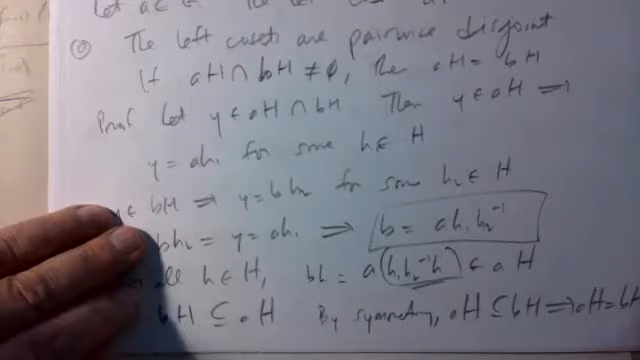 Let a ∈
The left cosets are pairwise disjoint
If aH ∩ bH ≠ ∅, then aH = bH
Proof Let y ∈ aH ∩ bH Then y ∈ aH ⟹
y = ah₁ for some h ∈ H
y ∈ bH ⟹ y = bh₂ for some h₂ ∈ H
bh₂ = y = ah₁ ⟹ b = ah₁h₂⁻¹
all h ∈ H, bh = a(h₁h₂⁻¹h) ∈ aH
bH ⊆ aH By symmetry, aH ⊆ bH ⟹ aH = bH